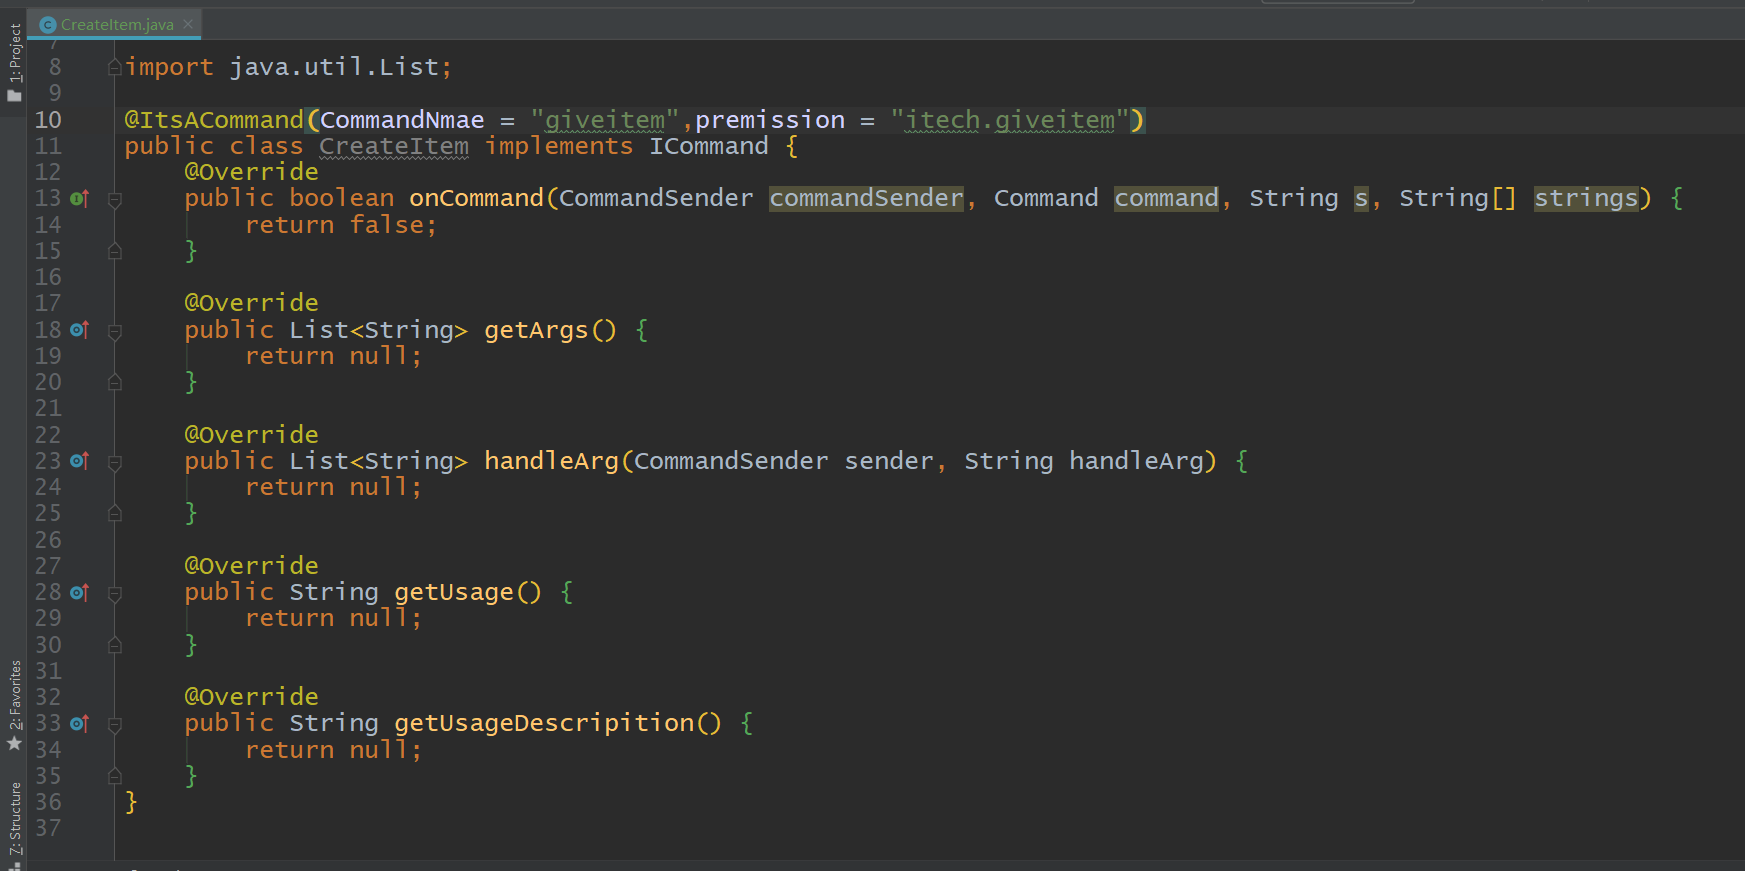 CreateItem.java
1: Project
7
8 import java.util.List;
9
10 @ItsACommand(CommandNmae = "giveitem",premission = "itech.giveitem")
11 public class CreateItem implements ICommand {
12 @Override
13 public boolean onCommand(CommandSender commandSender, Command command, String s, String[] strings) {
14 return false;
15 }
16
17 @Override
18 public List<String> getArgs() {
19 return null;
20 }
21
22 @Override
23 public List<String> handleArg(CommandSender sender, String handleArg) {
24 return null;
25 }
26
27 @Override
28 public String getUsage() {
29 return null;
30 }
31
32 @Override
33 public String getUsageDescripition() {
34 return null;
35 }
36 }
37
2: Favorites
7: Structure